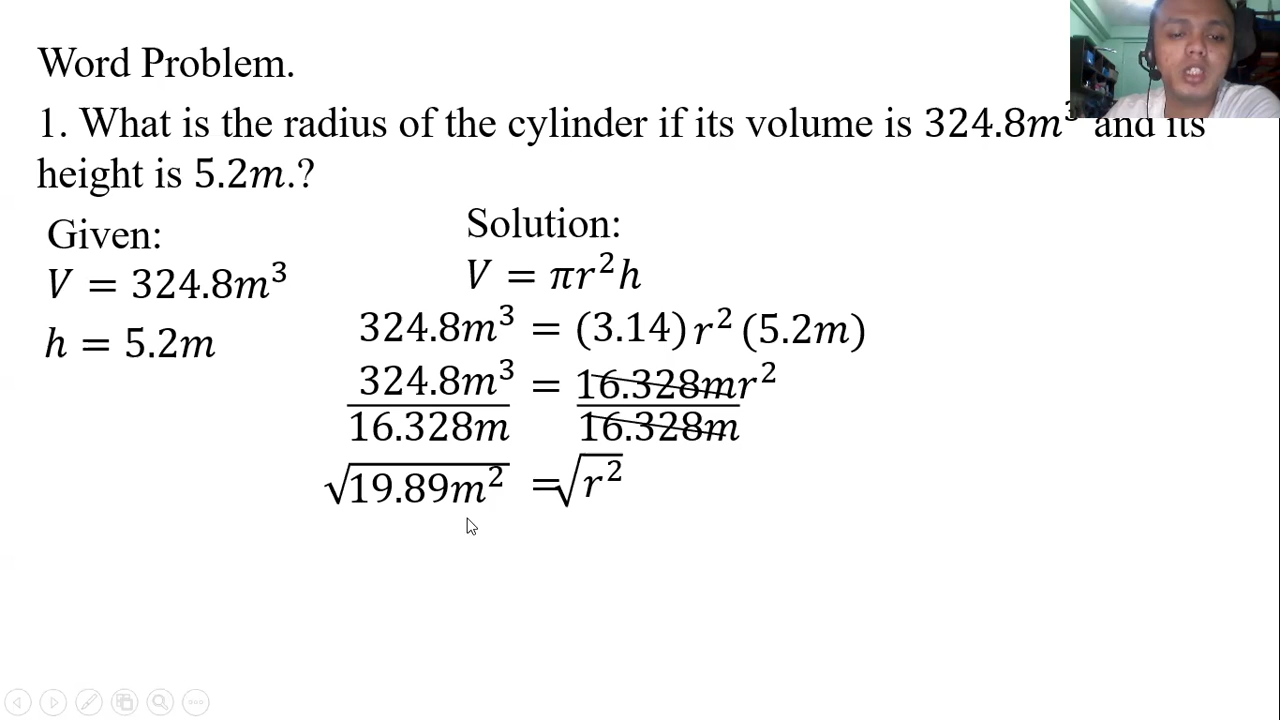 Word Problem.
1. What is the radius of the cylinder if its volume is 324.8m³ and its
height is 5.2m.?
Given:
V = 324.8m³
h = 5.2m
Solution:
V = πr²h
324.8m³ = (3.14) r² (5.2m)
324.8m³ = 16.328mr²
16.328m 16.328m
√19.89m² = √r²